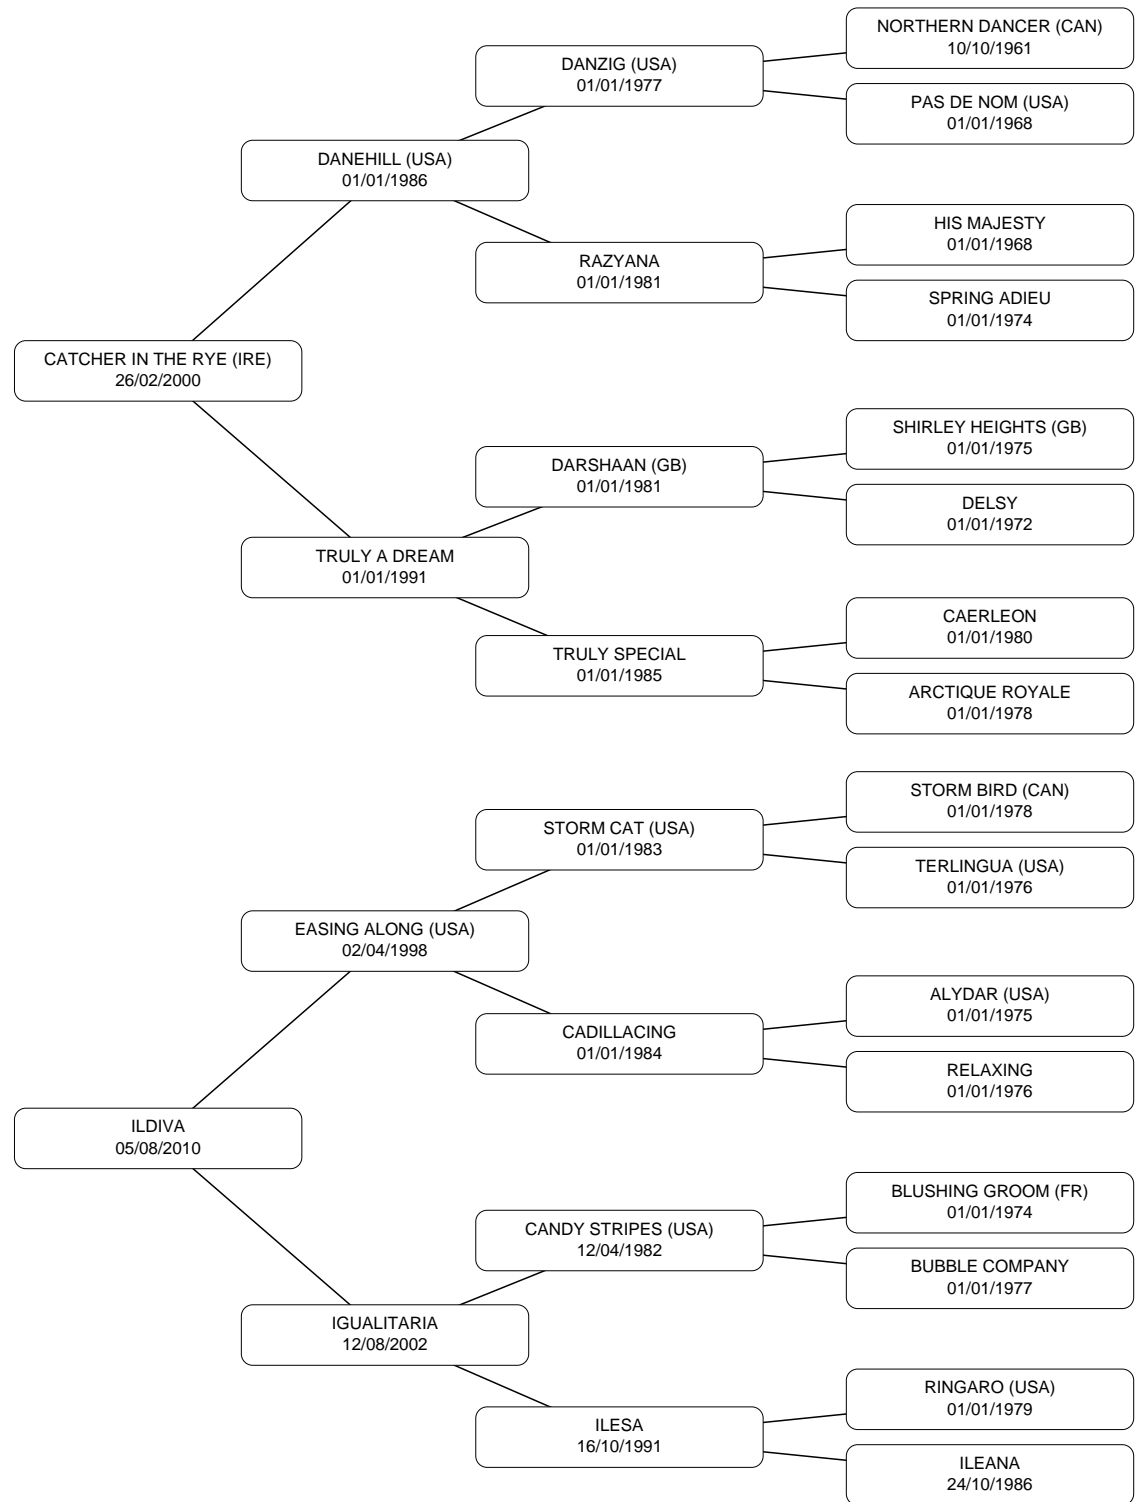 NORTHERN DANCER (CAN)
10/10/1961
DANZIG (USA)
01/01/1977
PAS DE NOM (USA)
01/01/1968
DANEHILL (USA)
01/01/1986
HIS MAJESTY
01/01/1968
RAZYANA
01/01/1981
SPRING ADIEU
01/01/1974
CATCHER IN THE RYE (IRE)
26/02/2000
SHIRLEY HEIGHTS (GB)
01/01/1975
DARSHAAN (GB)
01/01/1981
DELSY
01/01/1972
TRULY A DREAM
01/01/1991
CAERLEON
01/01/1980
TRULY SPECIAL
01/01/1985
ARCTIQUE ROYALE
01/01/1978
STORM BIRD (CAN)
01/01/1978
STORM CAT (USA)
01/01/1983
TERLINGUA (USA)
01/01/1976
EASING ALONG (USA)
02/04/1998
ALYDAR (USA)
01/01/1975
CADILLACING
01/01/1984
RELAXING
01/01/1976
ILDIVA
05/08/2010
BLUSHING GROOM (FR)
01/01/1974
CANDY STRIPES (USA)
12/04/1982
BUBBLE COMPANY
01/01/1977
IGUALITARIA
12/08/2002
RINGARO (USA)
01/01/1979
ILESA
16/10/1991
ILEANA
24/10/1986